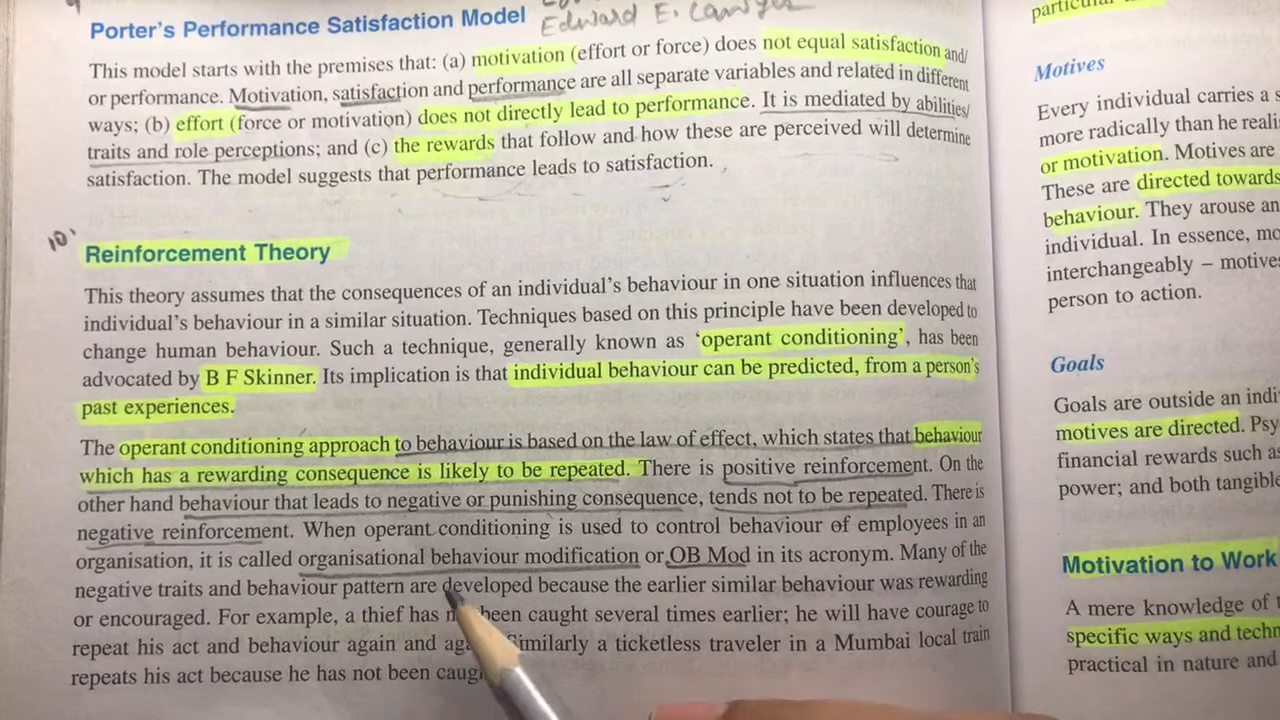 Porter's Performance Satisfaction Model
Edward E.
This model starts with the premises that: (a) motivation (effort or force) does not equal satisfaction and/
or performance. Motivation, satisfaction and performance are all separate variables and related in different
ways; (b) effort (force or motivation) does not directly lead to performance. It is mediated by abilities/
traits and role perceptions; and (c) the rewards that follow and how these are perceived will determine
satisfaction. The model suggests that performance leads to satisfaction.
10.
Reinforcement Theory
This theory assumes that the consequences of an individual's behaviour in one situation influences that
individual's behaviour in a similar situation. Techniques based on this principle have been developed to
change human behaviour. Such a technique, generally known as 'operant conditioning', has been
advocated by B F Skinner. Its implication is that individual behaviour can be predicted, from a person's
past experiences.
The operant conditioning approach to behaviour is based on the law of effect, which states that behaviour
which has a rewarding consequence is likely to be repeated. There is positive reinforcement. On the
other hand behaviour that leads to negative or punishing consequence, tends not to be repeated. There is
negative reinforcement. When operant conditioning is used to control behaviour of employees in an
organisation, it is called organisational behaviour modification or OB Mod in its acronym. Many of the
negative traits and behaviour pattern are developed because the earlier similar behaviour was rewarding
or encouraged. For example, a thief has been caught several times earlier; he will have courage to
repeat his act and behaviour again and ticketless traveler in a Mumbai local train
repeats his act because he has not been
particular
Motives
Every individual carries a
more radically than he
or motivation. Motives are
These are directed towards
behaviour. They arouse
individual. In essence,
interchangeably – motives
person to action.
Goals
Goals are outside an
motives are directed.
financial rewards such
power; and both
Motivation to Work
A mere knowledge of
specific ways and
practical in nature and